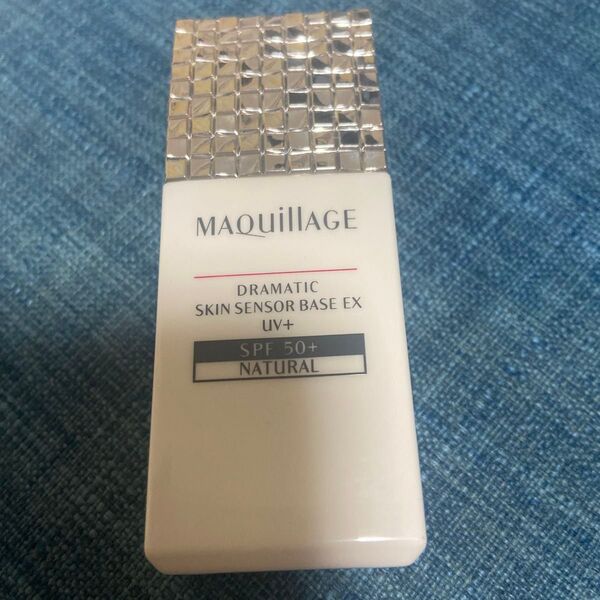 MAQuillAGE
DRAMATIC
SKIN SENSOR BASE EX
UV+
SPF 50+
NATURAL